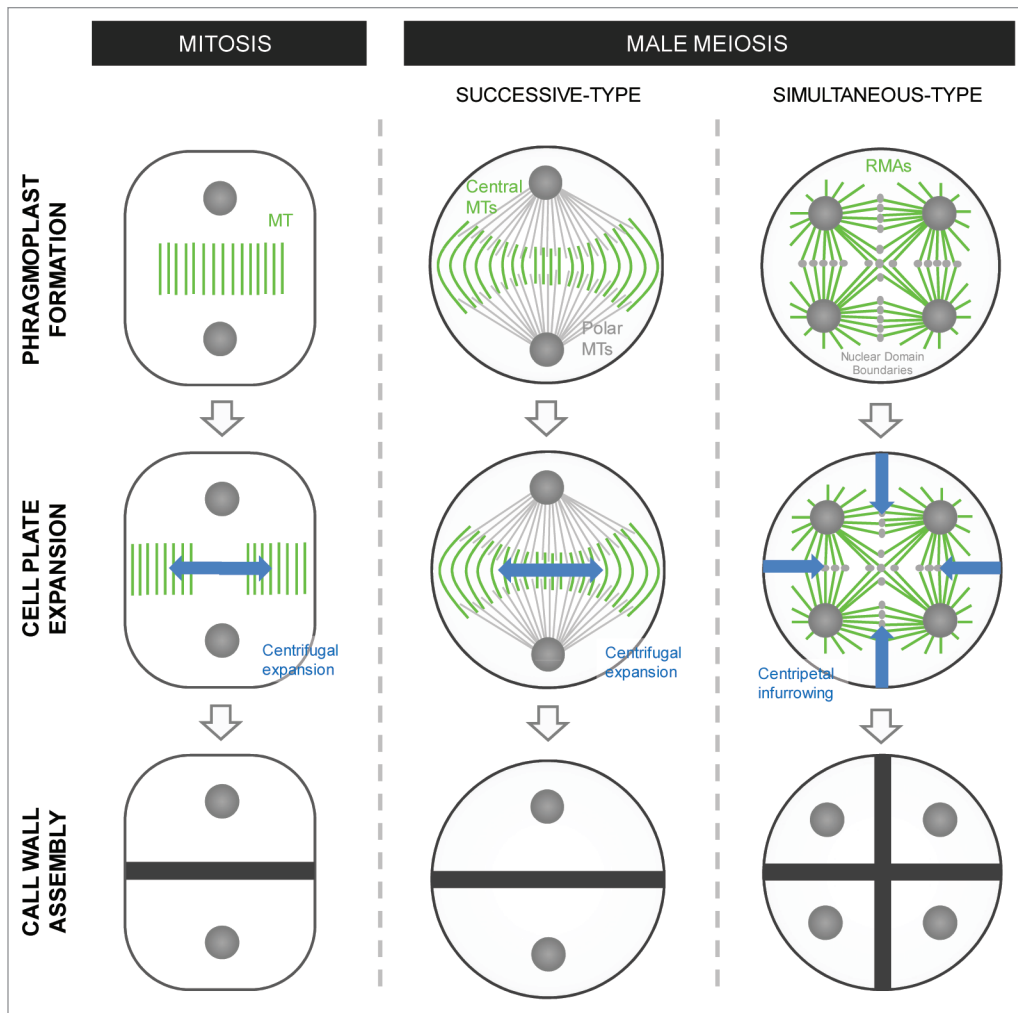 MITOSIS
MALE MEIOSIS
SUCCESSIVE-TYPE
SIMULTANEOUS-TYPE
PHRAGMOPLAST
FORMATION
MT
Central
MTs
Polar
MTs
RMAs
Nuclear Domain
Boundaries
CELL PLATE
EXPANSION
Centrifugal
expansion
Centrifugal
expansion
Centripetal
infurrowing
CALL WALL
ASSEMBLY